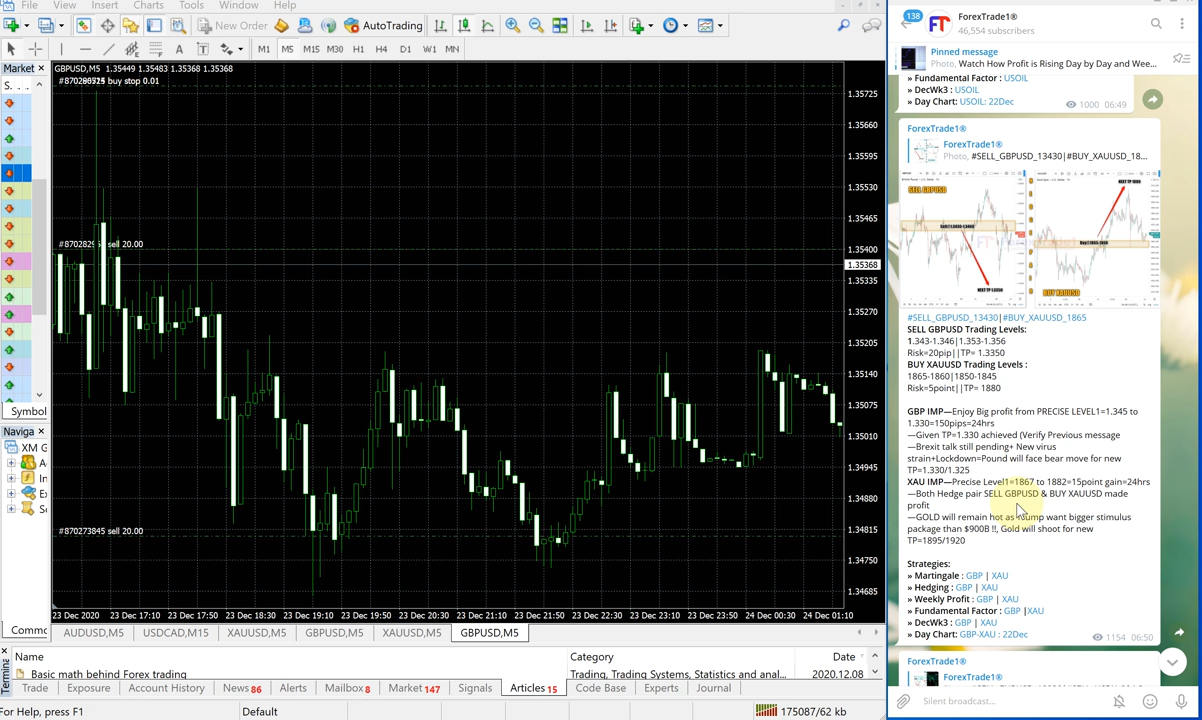 File View Insert Charts Tools Window Help
New Order AutoTrading
M1 M5 M15 M30 H1 H4 D1 W1 MN
Market
S...
Symbol
Naviga
XM G
A
In
E
S
Commo
GBPUSD,M5 1.35449 1.35483 1.35368 1.35368
buy stop 0.01
sell 20.00
#870273845 sell 20.00
1.35725
1.35660
1.35595
1.35530
1.35465
1.35400
1.35368
1.35335
1.35270
1.35205
1.35140
1.35075
1.35010
1.34945
1.34880
1.34815
1.34750
1.34685
23 Dec 2020 23 Dec 17:10 23 Dec 17:50 23 Dec 18:30 23 Dec 19:10 23 Dec 19:50 23 Dec 20:30 23 Dec 21:10 23 Dec 21:50 23 Dec 22:30 23 Dec 23:10 23 Dec 23:50 24 Dec 00:30 24 Dec 01:10
AUDUSD,M5 USDCAD,M15 XAUUSD,M5 GBPUSD,M5 XAUUSD,M5 GBPUSD,M5
Name Category Date
Basic math behind Forex trading Trading, Trading Systems, Statistics and anal... 2020.12.08
Trade Exposure Account History News 86 Alerts Mailbox 8 Market 147 Signals Articles 15 Code Base Experts Journal
Termina
For Help, press F1 Default 175087/62 kb
138
FT
ForexTrade1®
46,554 subscribers
Pinned message
Photo, Watch How Profit is Rising Day by Day and Wee...
» Fundamental Factor : USOIL
» DecWk3 : USOIL
» Day Chart: USOIL: 22Dec
1000 06:49
ForexTrade1®
ForexTrade1®
Photo, #SELL_GBPUSD_13430|#BUY_XAUUSD_18...
SELL GBPUSD
NEXT TP 1.3350
BUY XAUUSD
#SELL_GBPUSD_13430|#BUY_XAUUSD_1865
SELL GBPUSD Trading Levels:
1.343-1.346|1.353-1.356
Risk=20pip||TP= 1.3350
BUY XAUUSD Trading Levels :
1865-1860|1850-1845
Risk=5point||TP= 1880
GBP IMP—Enjoy Big profit from PRECISE LEVEL1=1.345 to
1.330=150pips=24hrs
—Given TP=1.330 achieved (Verify Previous message
—Brexit talk still pending+ New virus
strain+Lockdown=Pound will face bear move for new
TP=1.330/1.325
XAU IMP—Precise Level1=1867 to 1882=15point gain=24hrs
—Both Hedge pair SELL GBPUSD & BUY XAUUSD made
profit
—GOLD will remain hot as Trump want bigger stimulus
package than $900B !!, Gold will shoot for new
TP=1895/1920
Strategies:
» Martingale : GBP | XAU
» Hedging : GBP | XAU
» Weekly Profit : GBP | XAU
» Fundamental Factor : GBP |XAU
» DecWk3 : GBP | XAU
» Day Chart: GBP-XAU : 22Dec
1154 06:50
ForexTrade1®
ForexTrade1®
Silent broadcast...